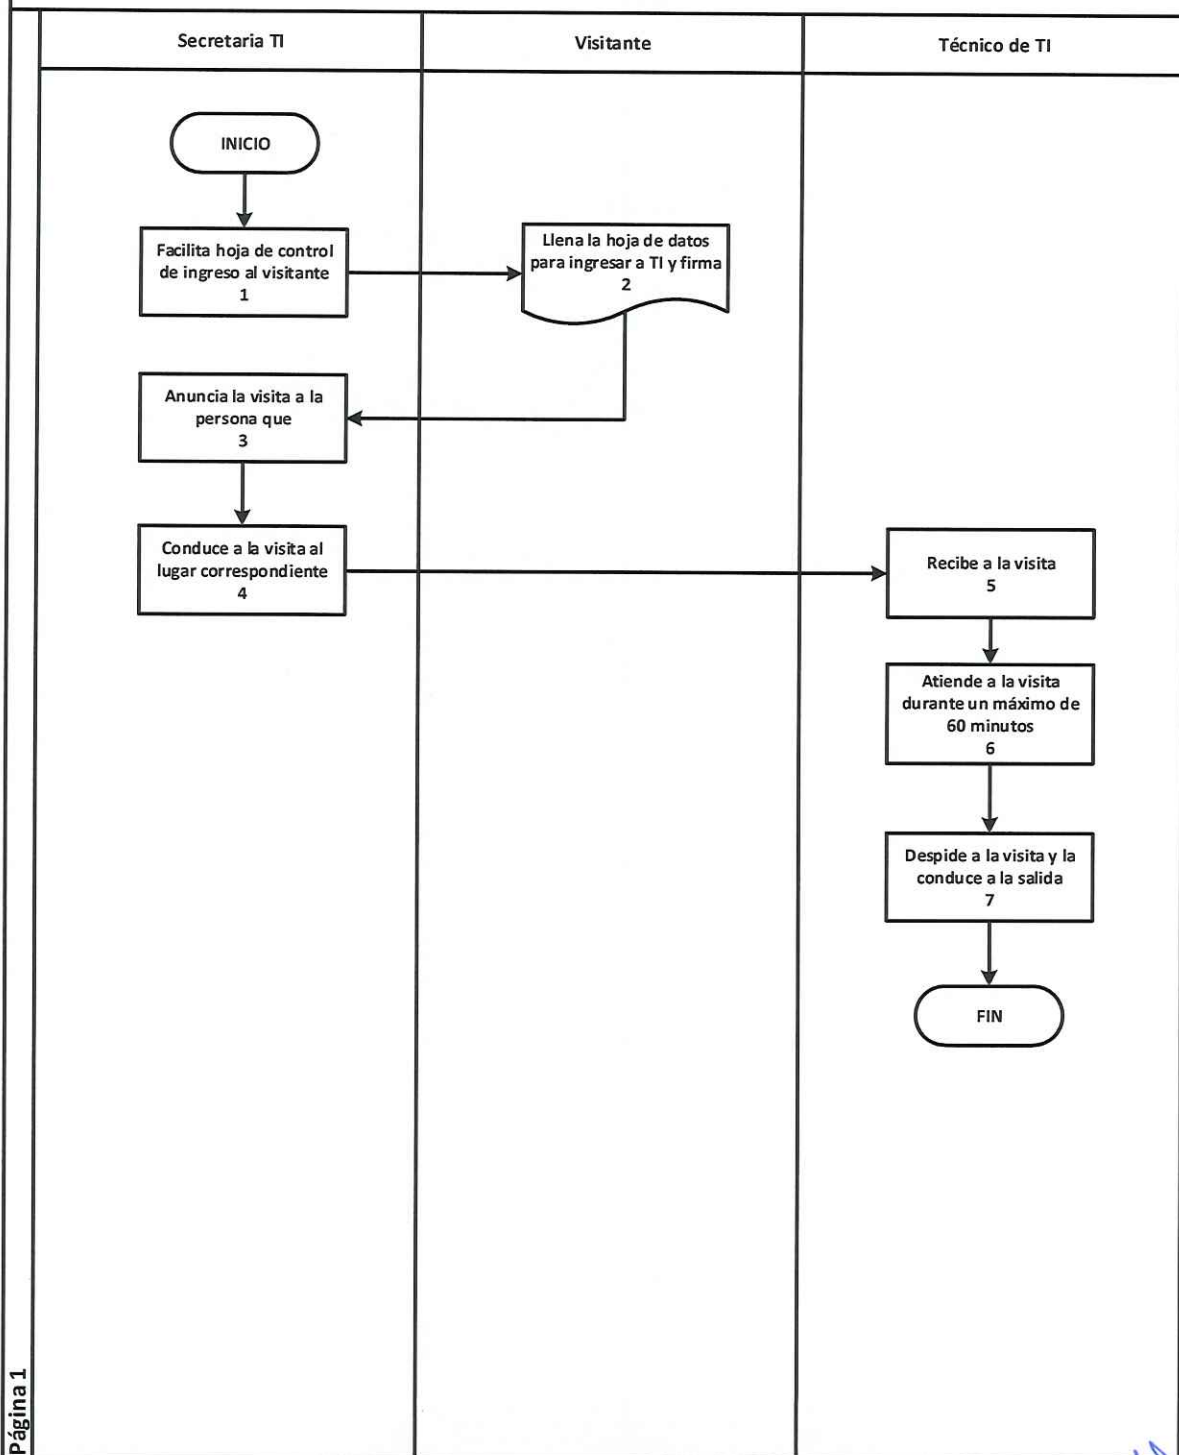 Secretaria TI
Visitante
Técnico de TI
INICIO
Facilita hoja de control
de ingreso al visitante
1
Llena la hoja de datos
para ingresar a TI y firma
2
Anuncia la visita a la
persona que
3
Conduce a la visita al
lugar correspondiente
4
Recibe a la visita
5
Atiende a la visita
durante un máximo de
60 minutos
6
Despide a la visita y la
conduce a la salida
7
FIN
Página 1